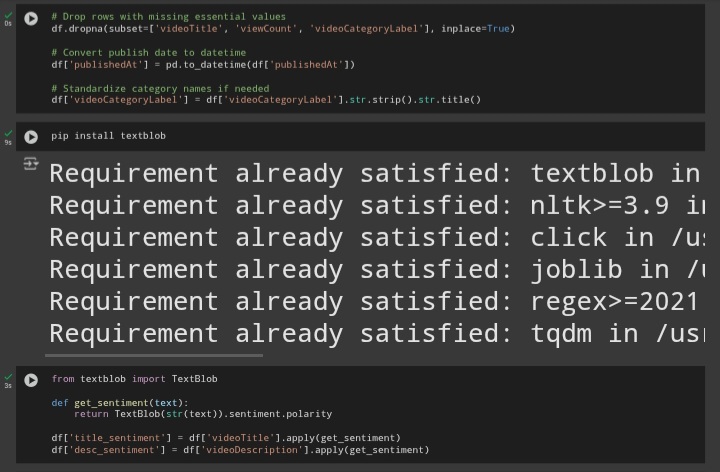 0s
# Drop rows with missing essential values
df.dropna(subset=['videoTitle', 'viewCount', 'videoCategoryLabel'], inplace=True)
# Convert publish date to datetime
df['publishedAt'] = pd.to_datetime(df['publishedAt'])
# Standardize category names if needed
df['videoCategoryLabel'] = df['videoCategoryLabel'].str.strip().str.title()
9s
pip install textblob
Requirement already satisfied: textblob in
Requirement already satisfied: nltk>=3.9 in
Requirement already satisfied: click in /us
Requirement already satisfied: joblib in /u
Requirement already satisfied: regex>=2021
Requirement already satisfied: tqdm in /usr
3s
from textblob import TextBlob
def get_sentiment(text):
    return TextBlob(str(text)).sentiment.polarity
df['title_sentiment'] = df['videoTitle'].apply(get_sentiment)
df['desc_sentiment'] = df['videoDescription'].apply(get_sentiment)